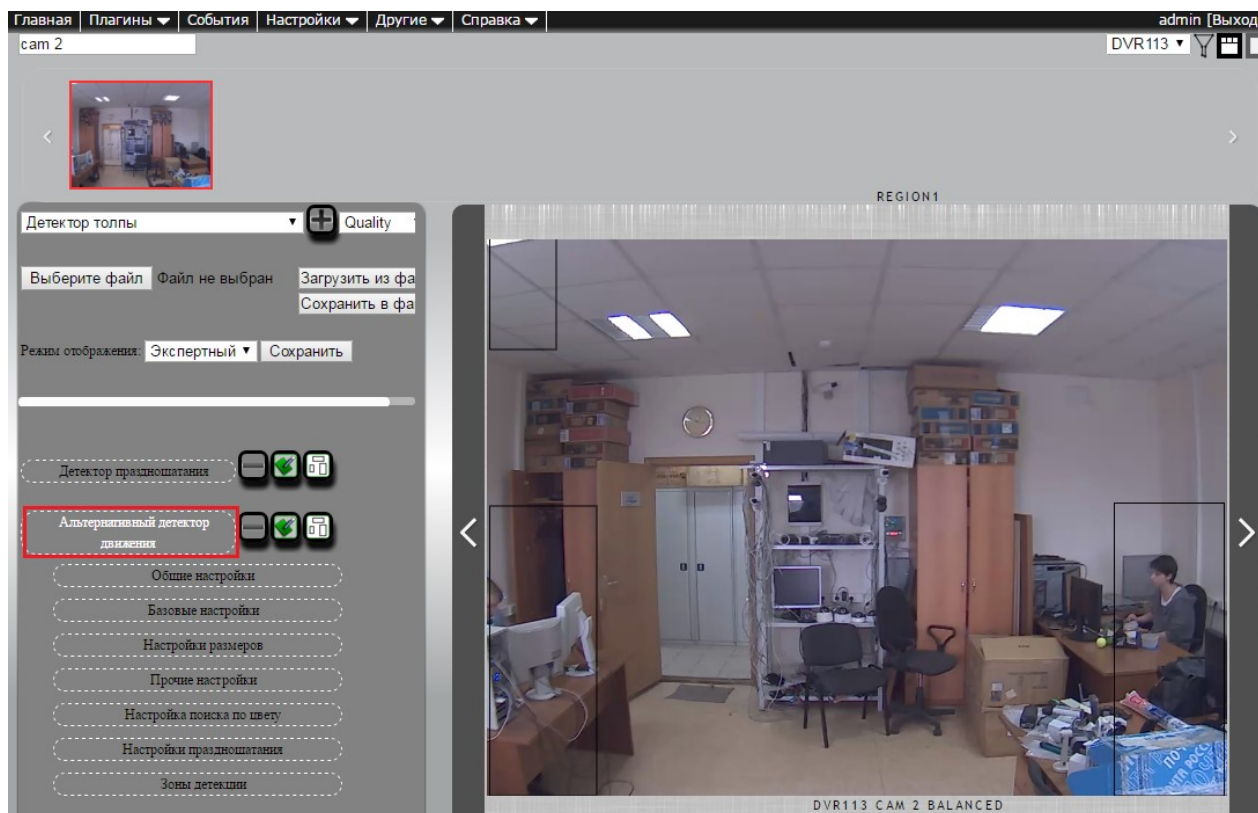 Главная Плагины События Настройки Другие Справка admin [Выход
cam 2 DVR113
REGION1
Детектор толпы Quality
Выберите файл Файл не выбран Загрузить из фа
Сохранить в фа
Режим отображения: Экспертный Сохранить
Детектор праздношатания
Альтернативный детектор
движения
Общие настройки
Базовые настройки
Настройки размеров
Прочие настройки
Настройка поиска по цвету
Настройки праздношатания
Зоны детекции
DVR113 CAM 2 BALANCED